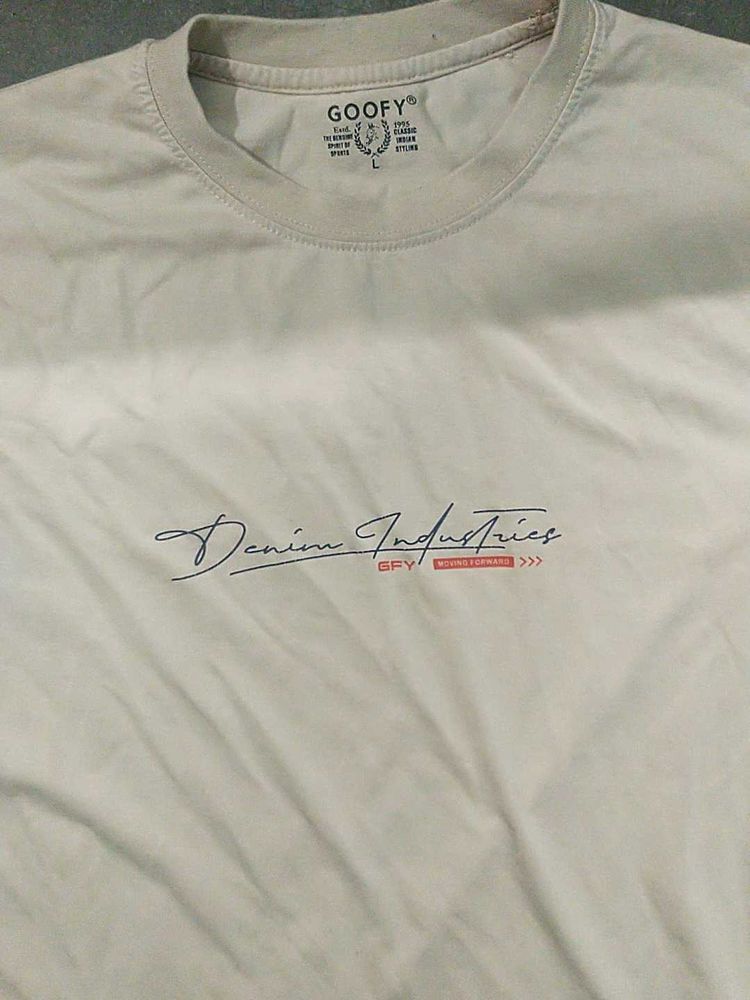 GOOFY®
Estd. 1995
THE GENUINE CLASSIC
SPIRIT OF INDIAN
SPORTS STYLING
L
Denim Industries
GFY MOVING FORWARD >>>